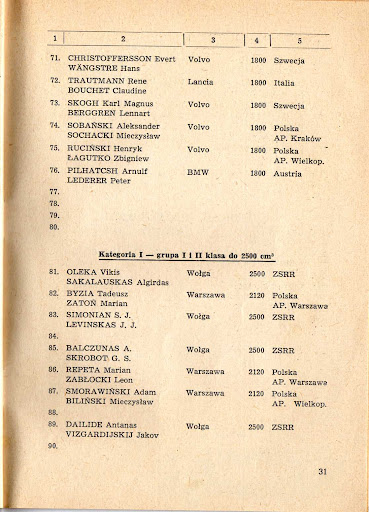 1 2 3 4 5
71. CHRISTOFFERSSON Evert Volvo 1800 Szwecja
WÄNGSTRE Hans
72. TRAUTMANN Rene Lancia 1800 Italia
BOUCHET Claudine
73. SKOGH Karl Magnus Volvo 1800 Szwecja
BERGGREN Lennart
74. SOBAŃSKI Aleksander Volvo 1800 Polska
SOCHACKI Mieczysław AP. Kraków
75. RUCIŃSKI Henryk Volvo 1800 Polska
ŁAGUTKO Zbigniew AP. Wielkop.
76. PILHATCSH Arnulf BMW 1800 Austria
LEDERER Peter
77.
78.
79.
80.
Kategoria I — grupa I i II klasa do 2500 cm³
81. OLEKA Vikis Wołga 2500 ZSRR
SAKALAUSKAS Algirdas
82. BYZIA Tadeusz Warszawa 2120 Polska
ZATOŃ Marian AP. Warszawa
83. SIMONIAN S. J. Wołga 2500 ZSRR
LEVINSKAS J. J.
84.
85. BALCZUNAS A. Wołga 2500 ZSRR
SKROBOT G. S.
86. REPETA Marian Warszawa 2120 Polska
ZABŁOCKI Leon AP. Warszawa
87. SMORAWIŃSKI Adam Warszawa 2120 Polska
BILIŃSKI Mieczysław AP. Wielkop.
88.
89. DAILIDE Antanas Wołga 2500 ZSRR
VIZGARDIJSKIJ Jakov
90.
31